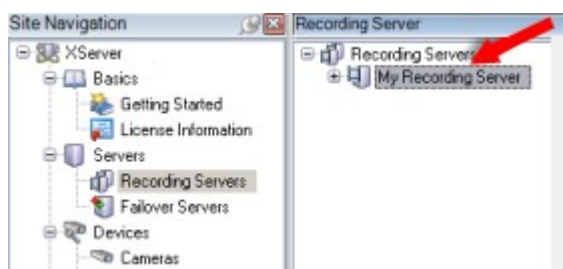 Site Navigation
XServer
Basics
Getting Started
License Information
Servers
Recording Servers
Failover Servers
Devices
Cameras
Recording Server
Recording Servers
My Recording Server